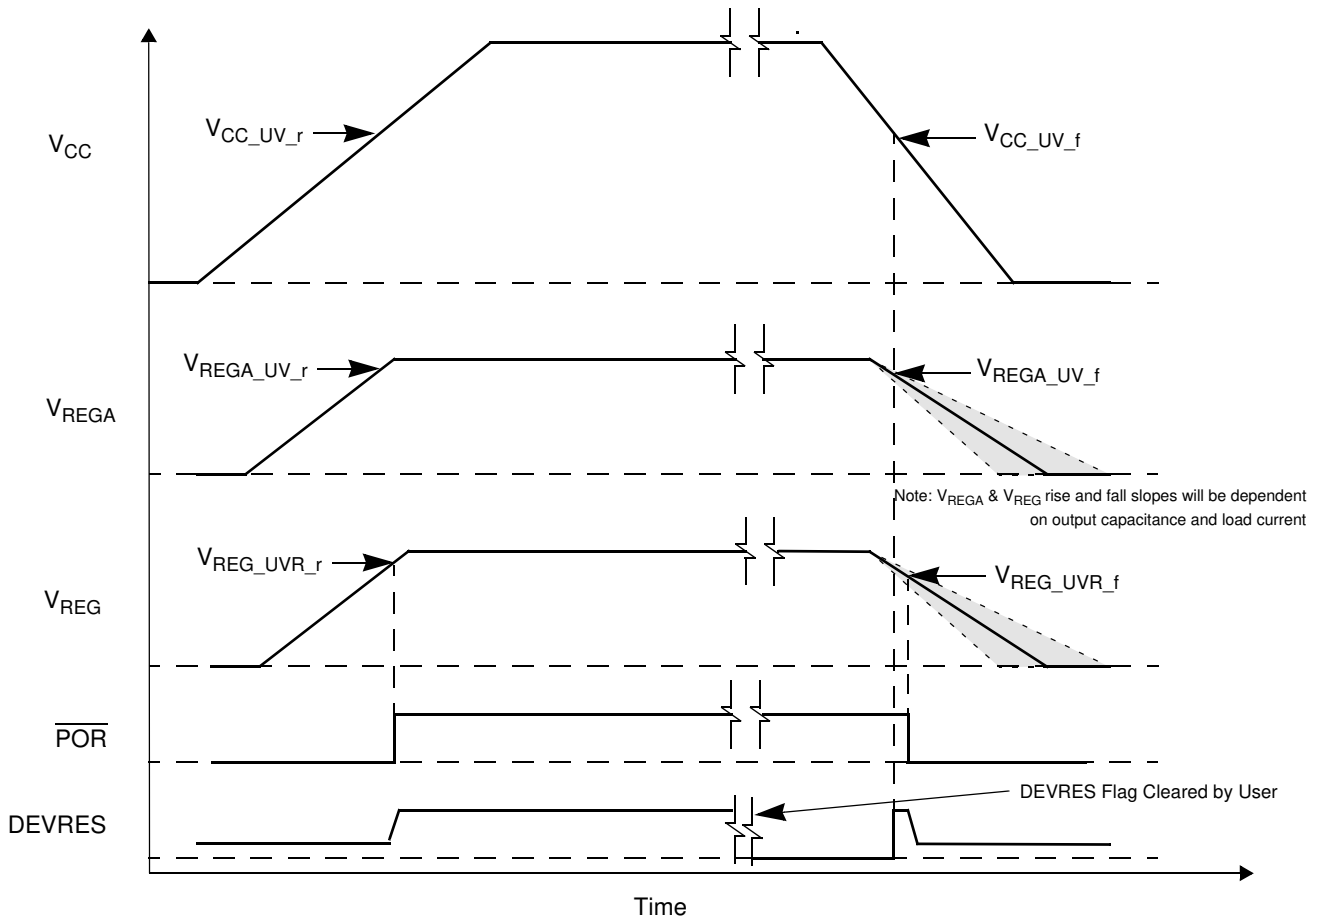 V_CC
V_CC_UV_r
V_CC_UV_f
V_REGA
V_REGA_UV_r
V_REGA_UV_f
Note: V_REGA & V_REG rise and fall slopes will be dependent
on output capacitance and load current
V_REG
V_REG_UVR_r
V_REG_UVR_f
P̅O̅R̅
DEVRES Flag Cleared by User
DEVRES
Time